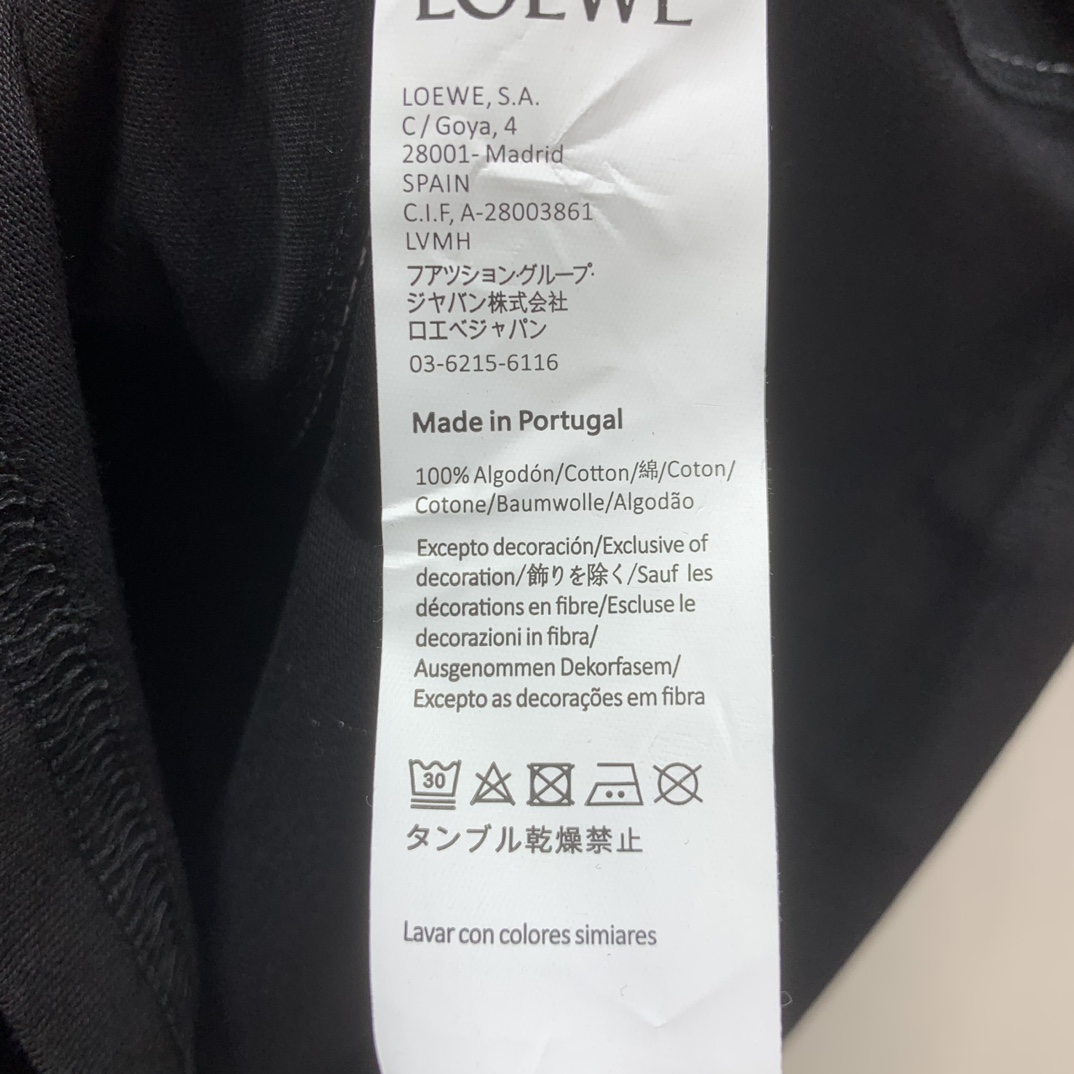 LOEWE
LOEWE, S.A.
C / Goya, 4
28001- Madrid
SPAIN
C.I.F, A-28003861
LVMH
フアツション・グループ・
ジヤバン株式会社
ロエベジャパン
03-6215-6116
Made in Portugal
100% Algodón/Cotton/綿/Coton/
Cotone/Baumwolle/Algodão
Excepto decoración/Exclusive of
decoration/飾りを除く/Sauf les
décorations en fibre/Escluse le
decorazioni in fibra/
Ausgenommen Dekorfasem/
Excepto as decorações em fibra
30
タンブル乾燥禁止
Lavar con colores simiares